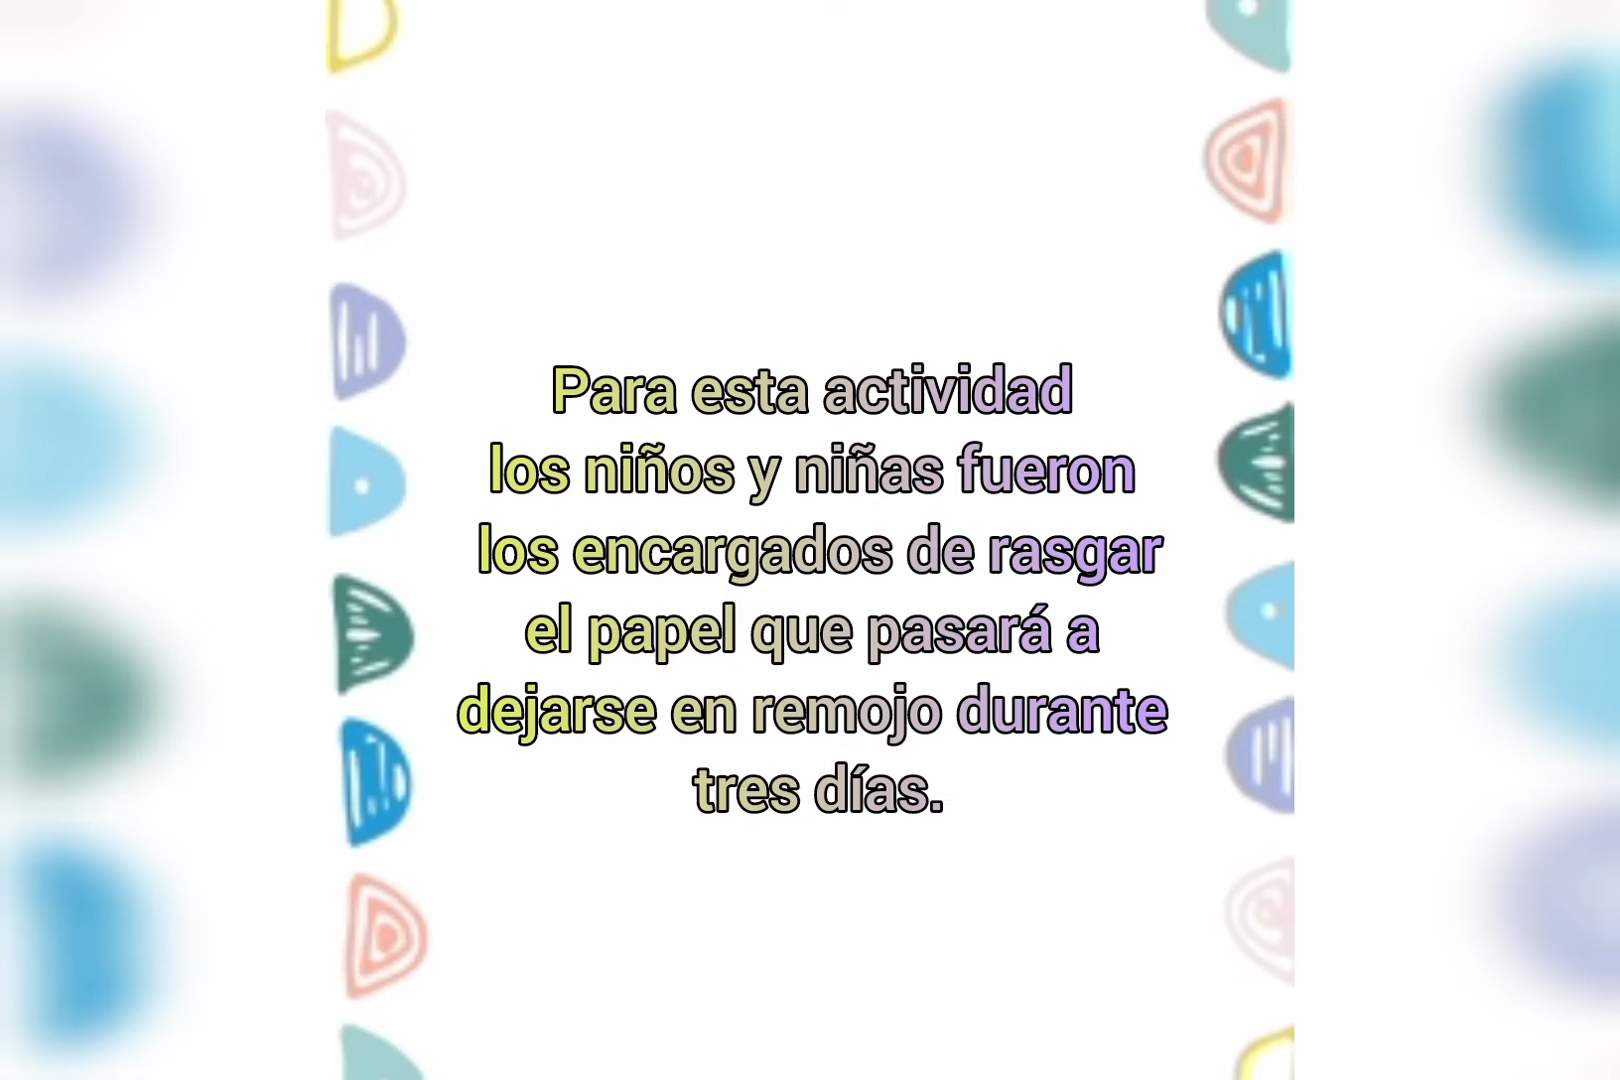 Para esta actividad
los niños y niñas fueron
los encargados de rasgar
el papel que pasará a
dejarse en remojo durante
tres días.